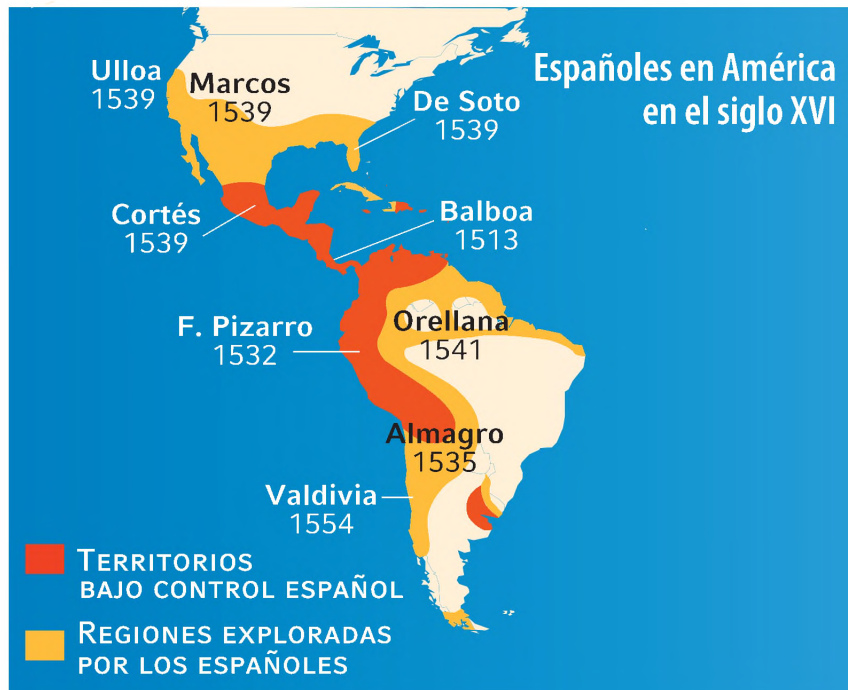 Españoles en América
en el siglo XVI
Ulloa
1539
Marcos
1539
De Soto
1539
Cortés
1539
Balboa
1513
F. Pizarro
1532
Orellana
1541
Almagro
1535
Valdivia
1554
TERRITORIOS
BAJO CONTROL ESPAÑOL
REGIONES EXPLORADAS
POR LOS ESPAÑOLES